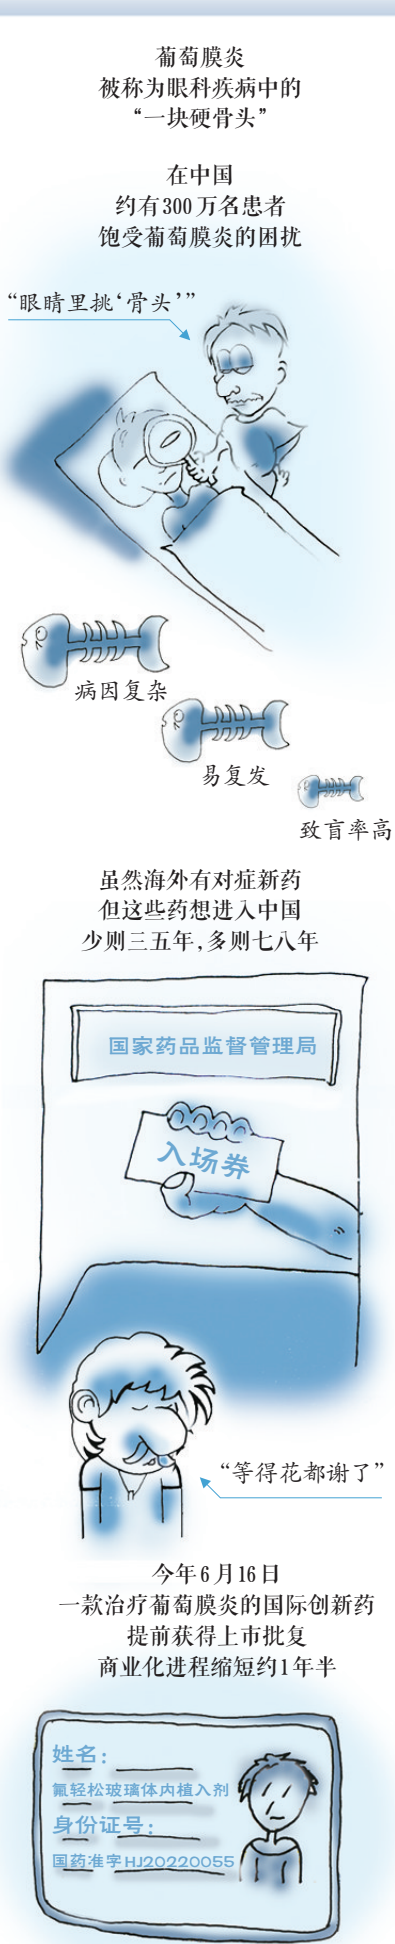 葡萄膜炎
被称为眼科疾病中的
“一块硬骨头”
在中国
约有300万名患者
饱受葡萄膜炎的困扰
“眼睛里挑‘骨头’”
病因复杂
易复发
致盲率高
虽然海外有对症新药
但这些药想进入中国
少则三五年，多则七八年
国家药品监督管理局
入场券
“等得花都谢了”
今年6月16日
一款治疗葡萄膜炎的国际创新药
提前获得上市批复
商业化进程缩短约1年半
姓名：
氟轻松玻璃体内植入剂
身份证号：
国药准字HJ20220055